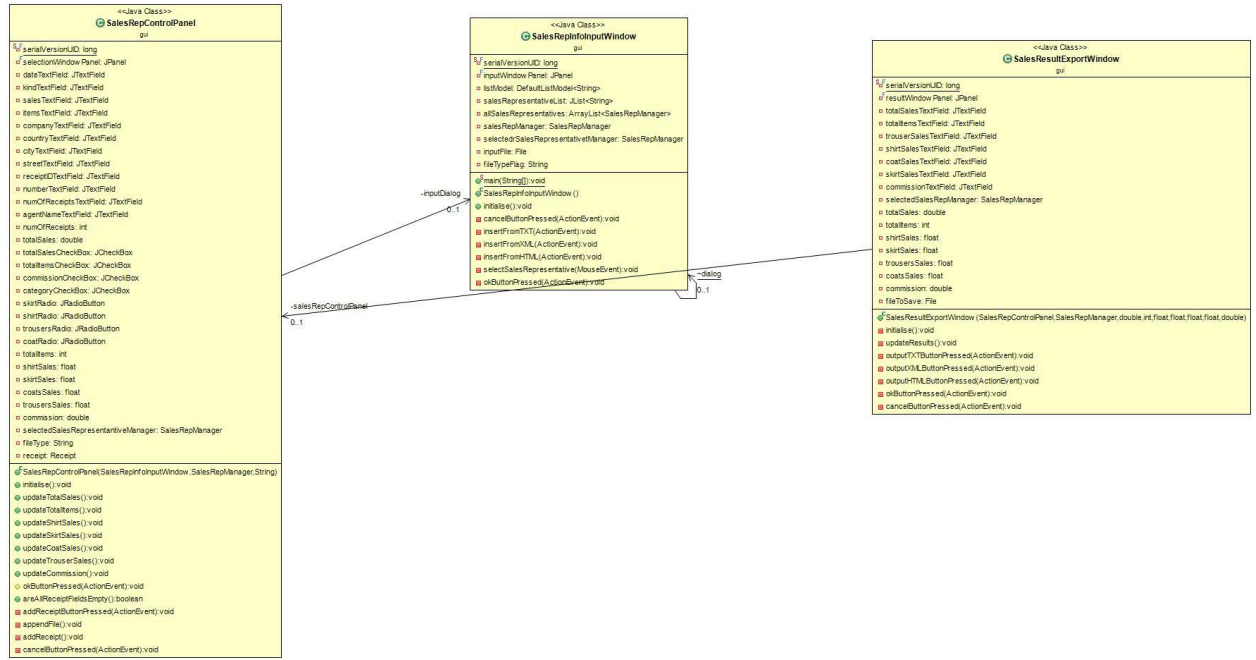 <<Java Class>>
SalesRepControlPanel
gui
serialVersionUID: long
selectionWindow Panel: JPanel
dateTextField: JTextField
kindTextField: JTextField
salesTextField: JTextField
itemsTextField: JTextField
companyTextField: JTextField
countryTextField: JTextField
cityTextField: JTextField
streetTextField: JTextField
receiptIDTextField: JTextField
numberTextField: JTextField
numOfReceiptsTextField: JTextField
agentNameTextField: JTextField
numOfReceipts: int
totalSales: double
totalSalesCheckBox: JCheckBox
totalItemsCheckBox: JCheckBox
commissionCheckBox: JCheckBox
categoryCheckBox: JCheckBox
skirtRadio: JRadioButton
shirtRadio: JRadioButton
trousersRadio: JRadioButton
coatRadio: JRadioButton
totalItems: int
shirtSales: float
skirtSales: float
coatsSales: float
trousersSales: float
commission: double
selectedSalesRepresentantiveManager: SalesRepManager
fileType: String
receipt: Receipt
SalesRepControlPanel(SalesRepInfoInputWindow,SalesRepManager,String)
initialise():void
updateTotalSales():void
updateTotalItems():void
updateShirtSales():void
updateSkirtSales():void
updateCoatSales():void
updateTrouserSales():void
updateCommission():void
okButtonPressed(ActionEvent):void
areAllReceiptFieldsEmpty():boolean
addReceiptButtonPressed(ActionEvent):void
appendFile():void
addReceipt():void
cancelButtonPressed(ActionEvent):void
-inputDialog
0..1
-salesRepControlPanel
0..1
<<Java Class>>
SalesRepInfoInputWindow
gui
serialVersionUID: long
inputWindow Panel: JPanel
listModel: DefaultListModel<String>
salesRepresentativeList: JList<String>
allSalesRepresentatives: ArrayList<SalesRepManager>
salesRepManager: SalesRepManager
selectedrSalesRepresentativetManager: SalesRepManager
inputFile: File
fileTypeFlag: String
main(String[]):void
SalesRepInfoInputWindow()
initialise():void
cancelButtonPressed(ActionEvent):void
insertFromTXT(ActionEvent):void
insertFromXML(ActionEvent):void
insertFromHTML(ActionEvent):void
selectSalesRepresentative(MouseEvent):void
okButtonPressed(ActionEvent):void
~dialog
0..1
<<Java Class>>
SalesResultExportWindow
gui
serialVersionUID: long
resultWindow Panel: JPanel
totalSalesTextField: JTextField
totalItemsTextField: JTextField
trouserSalesTextField: JTextField
shirtSalesTextField: JTextField
coatSalesTextField: JTextField
skirtSalesTextField: JTextField
commissionTextField: JTextField
selectedSalesRepManager: SalesRepManager
totalSales: double
totalItems: int
shirtSales: float
skirtSales: float
trousersSales: float
coatsSales: float
commission: double
fileToSave: File
SalesResultExportWindow (SalesRepControlPanel,SalesRepManager,double,int,float,float,float,float,double)
initialise():void
updateResults():void
outputTXTButtonPressed(ActionEvent):void
outputXMLButtonPressed(ActionEvent):void
outputHTMLButtonPressed(ActionEvent):void
okButtonPressed(ActionEvent):void
cancelButtonPressed(ActionEvent):void